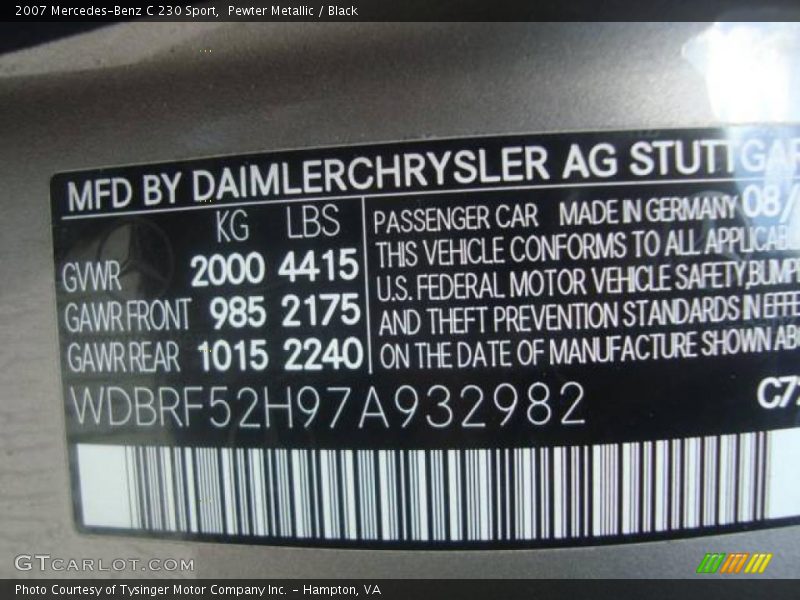 2007 Mercedes-Benz C 230 Sport,  Pewter Metallic / Black
MFD BY DAIMLERCHRYSLER AG STUTTGAR
KG LBS
GVWR 2000 4415
GAWR FRONT 985 2175
GAWR REAR 1015 2240
PASSENGER CAR MADE IN GERMANY 08/
THIS VEHICLE CONFORMS TO ALL APPLICAB
U.S. FEDERAL MOTOR VEHICLE SAFETY,BUMP
AND THEFT PREVENTION STANDARDS IN EFFE
ON THE DATE OF MANUFACTURE SHOWN AB
WDBRF52H97A932982
C72
GTCARLOT.COM
Photo Courtesy of Tysinger Motor Company Inc. - Hampton, VA